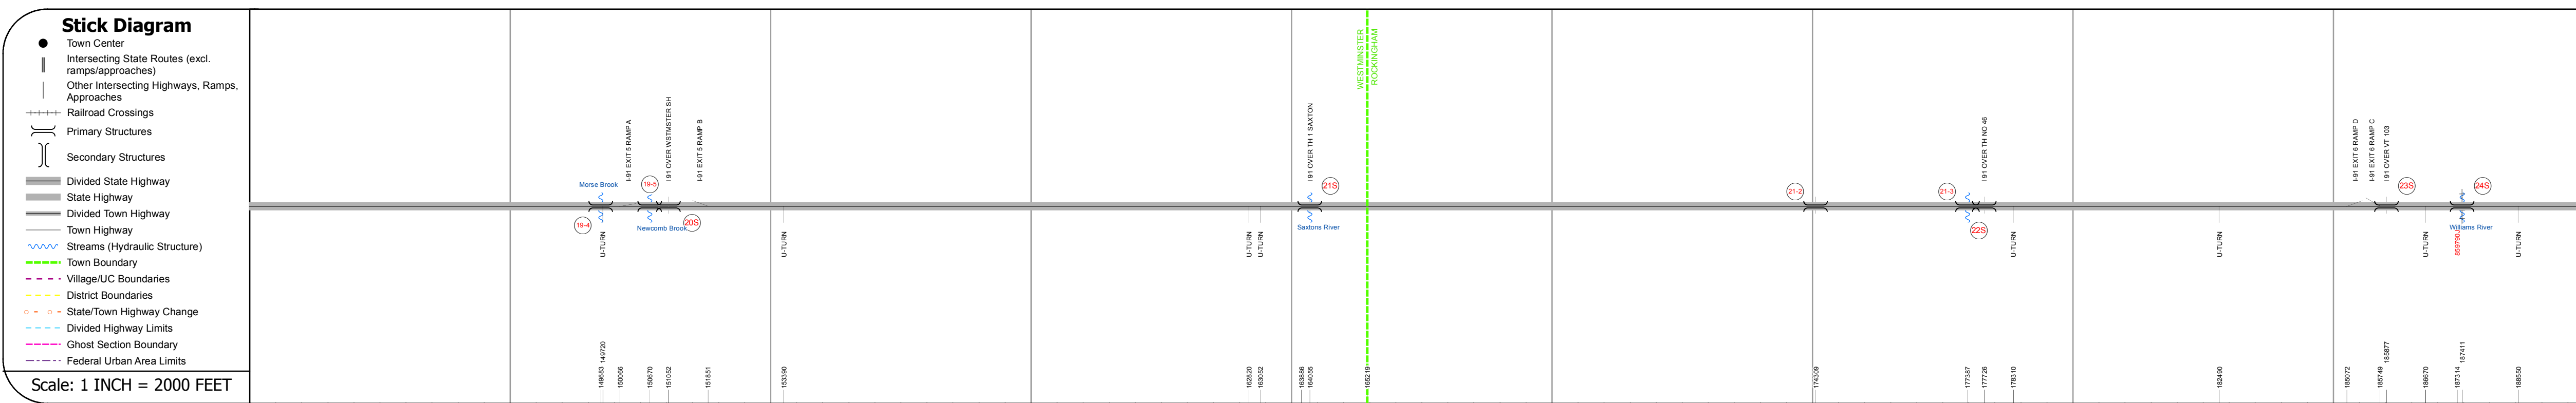 Stick Diagram
Town Center
Intersecting State Routes (excl.
ramps/approaches)
Other Intersecting Highways, Ramps,
Approaches
Railroad Crossings
Primary Structures
Secondary Structures
Divided State Highway
State Highway
Divided Town Highway
Town Highway
Streams (Hydraulic Structure)
Town Boundary
Village/UC Boundaries
District Boundaries
State/Town Highway Change
Divided Highway Limits
Ghost Section Boundary
Federal Urban Area Limits
Scale: 1 INCH = 2000 FEET
Morse Brook
19-4
U-TURN
I-91 EXIT 5 RAMP A
19-5
Newcomb Brook
I 91 OVER WSTMSTER SH
20S
I-91 EXIT 5 RAMP B
U-TURN
U-TURN
U-TURN
I 91 OVER TH 1 SAXTON
21S
Saxtons River
WESTMINSTER
ROCKINGHAM
21-2
21-3
I 91 OVER TH NO 46
22S
U-TURN
U-TURN
I-91 EXIT 6 RAMP D
I-91 EXIT 6 RAMP C
I 91 OVER VT 103
23S
U-TURN
24S
Williams River
U-TURN
149683
149720
150066
150670
151052
151851
153390
162820
163052
163886
164055
165219
174309
177387
177726
178310
182490
185072
185749
185877
186670
187314
187411
188550